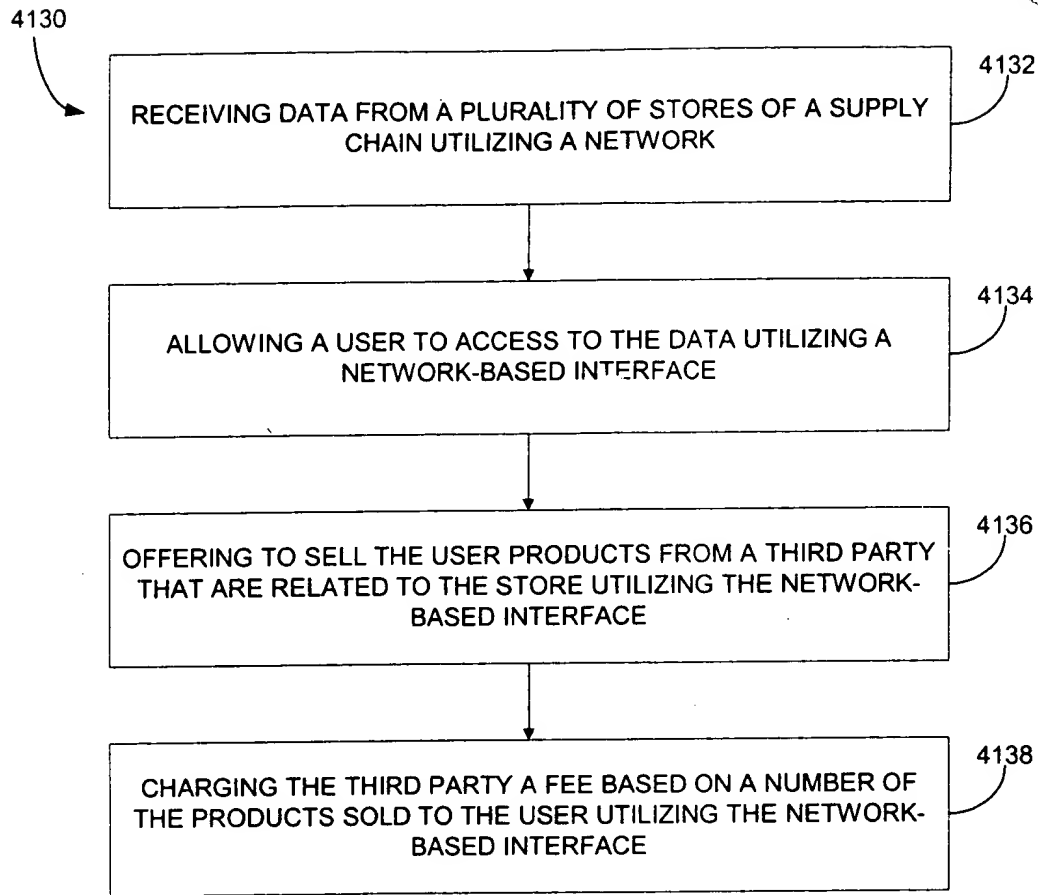 4130
4132
RECEIVING DATA FROM A PLURALITY OF STORES OF A SUPPLY
CHAIN UTILIZING A NETWORK
4134
ALLOWING A USER TO ACCESS TO THE DATA UTILIZING A
NETWORK-BASED INTERFACE
4136
OFFERING TO SELL THE USER PRODUCTS FROM A THIRD PARTY
THAT ARE RELATED TO THE STORE UTILIZING THE NETWORK-
BASED INTERFACE
4138
CHARGING THE THIRD PARTY A FEE BASED ON A NUMBER OF
THE PRODUCTS SOLD TO THE USER UTILIZING THE NETWORK-
BASED INTERFACE